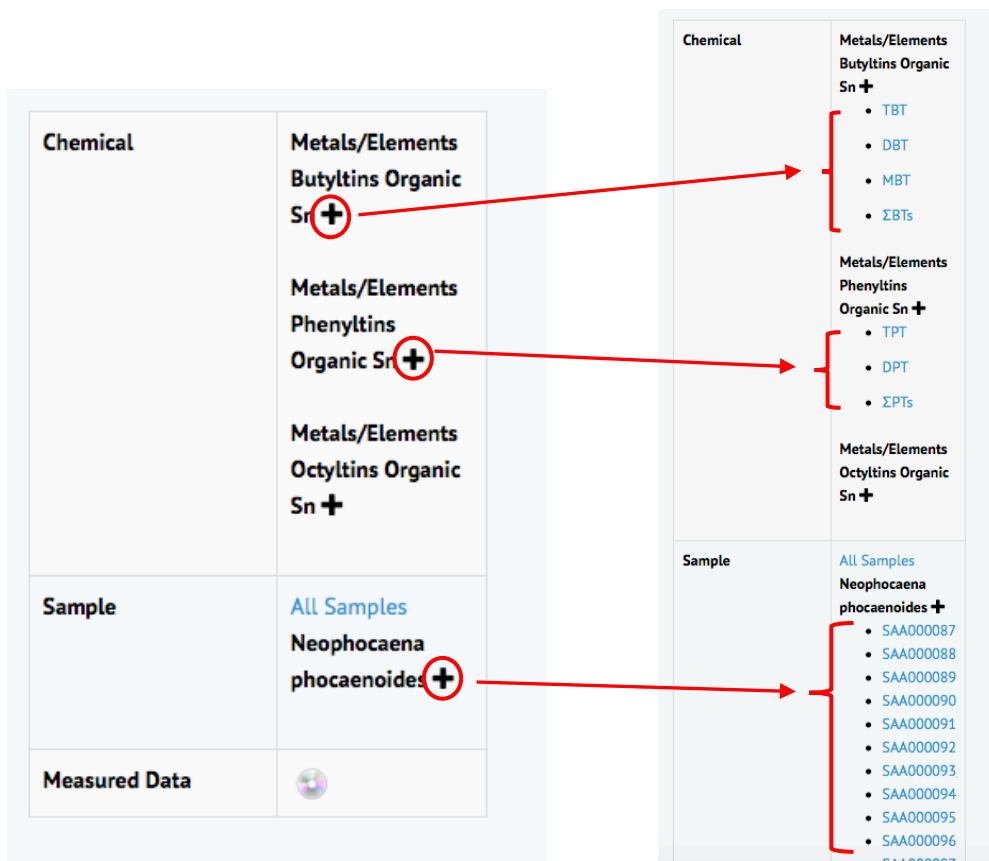 Chemical
Metals/Elements
Butyltins Organic
Sn
Metals/Elements
Phenyltins
Organic Sn
Metals/Elements
Octyltins Organic
Sn
Sample
All Samples
Neophocaena
phocaenoides
Measured Data
Chemical
Metals/Elements
Butyltins Organic
Sn
TBT
DBT
MBT
ΣBTs
Metals/Elements
Phenyltins
Organic Sn
TPT
DPT
ΣPTs
Metals/Elements
Octyltins Organic
Sn
Sample
All Samples
Neophocaena
phocaenoides
SAA000087
SAA000088
SAA000089
SAA000090
SAA000091
SAA000092
SAA000093
SAA000094
SAA000095
SAA000096